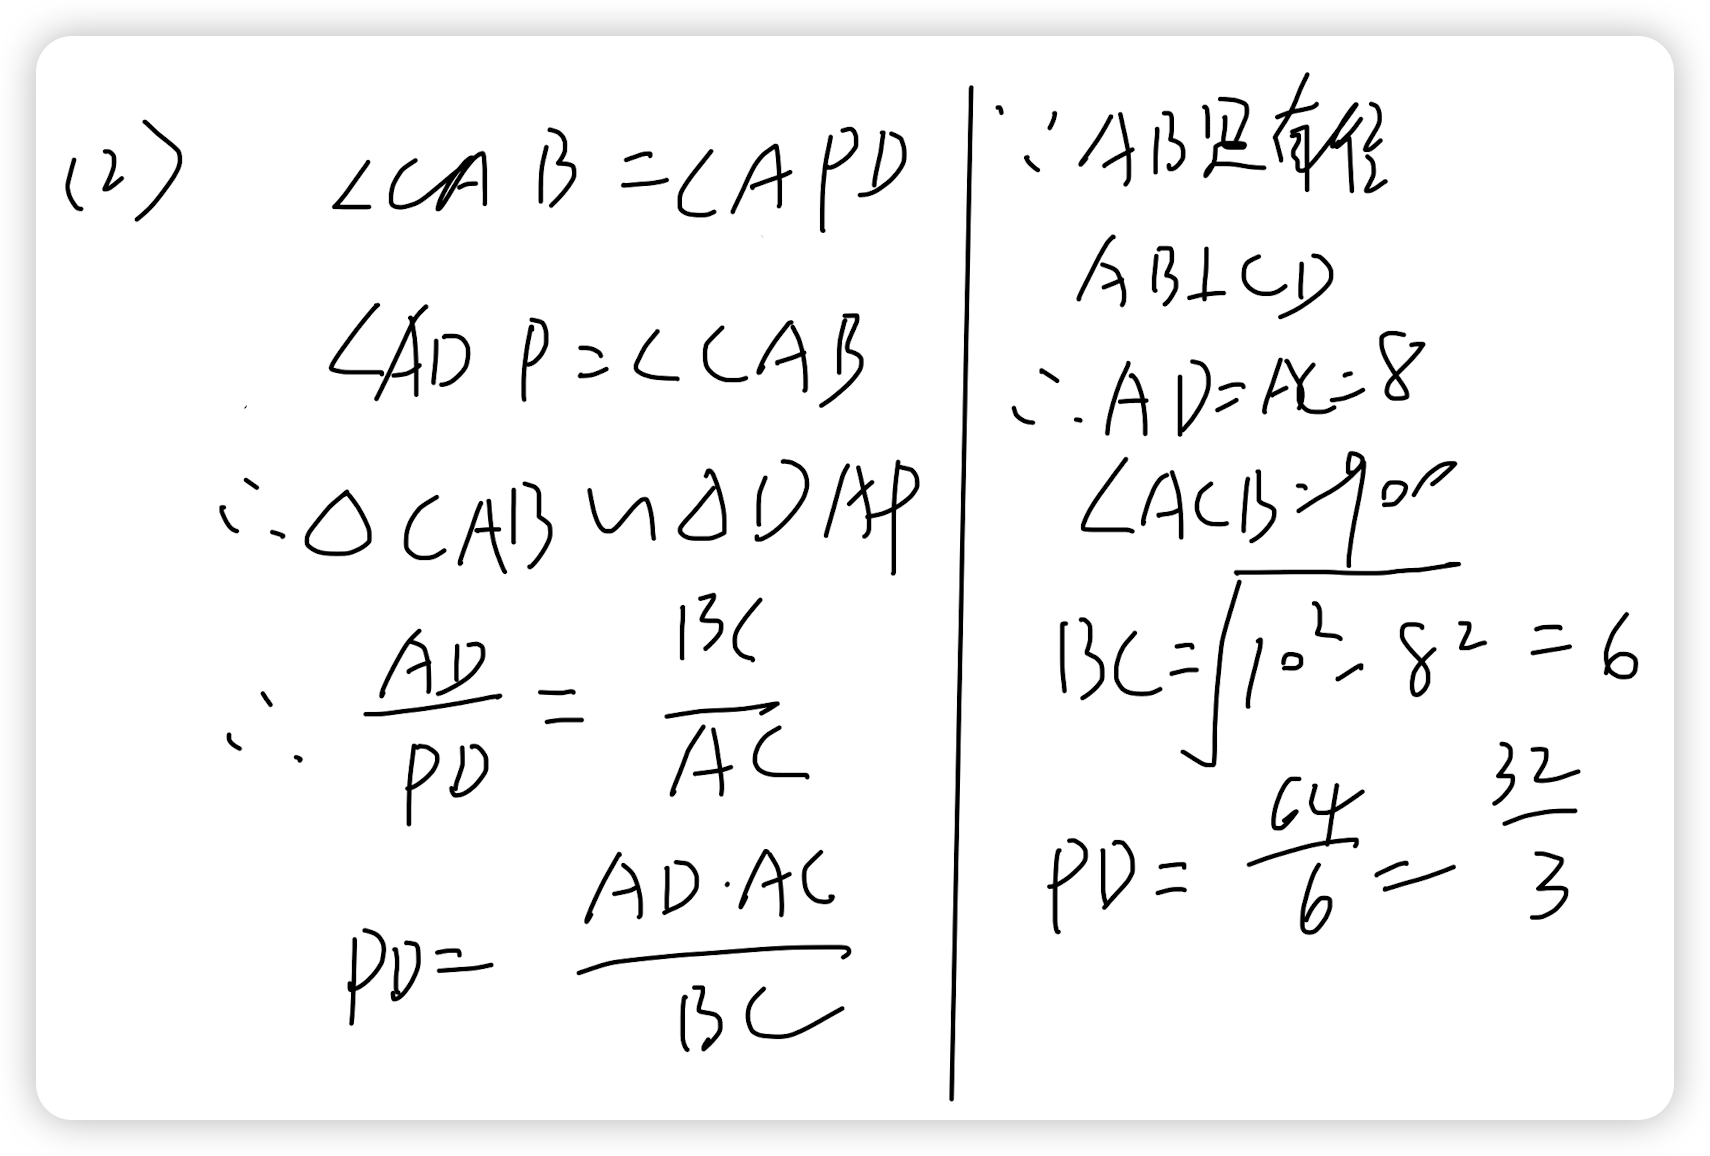 (2) ∠CAB=∠APD
∠ADP=∠CAB
∴△CAB∽△DAP
∴ AD/PD = BC/AC
PD= AD·AC/BC
∵AB是直径
AB⊥CD
∴AD=AC=8
∠ACB=90°
BC=√(10²-8²)=6
PD= 64/6 = 32/3